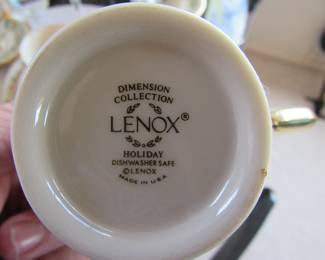 DIMENSION
COLLECTION
LENOX®
HOLIDAY
DISHWASHER SAFE
©LENOX
MADE IN U.S.A.